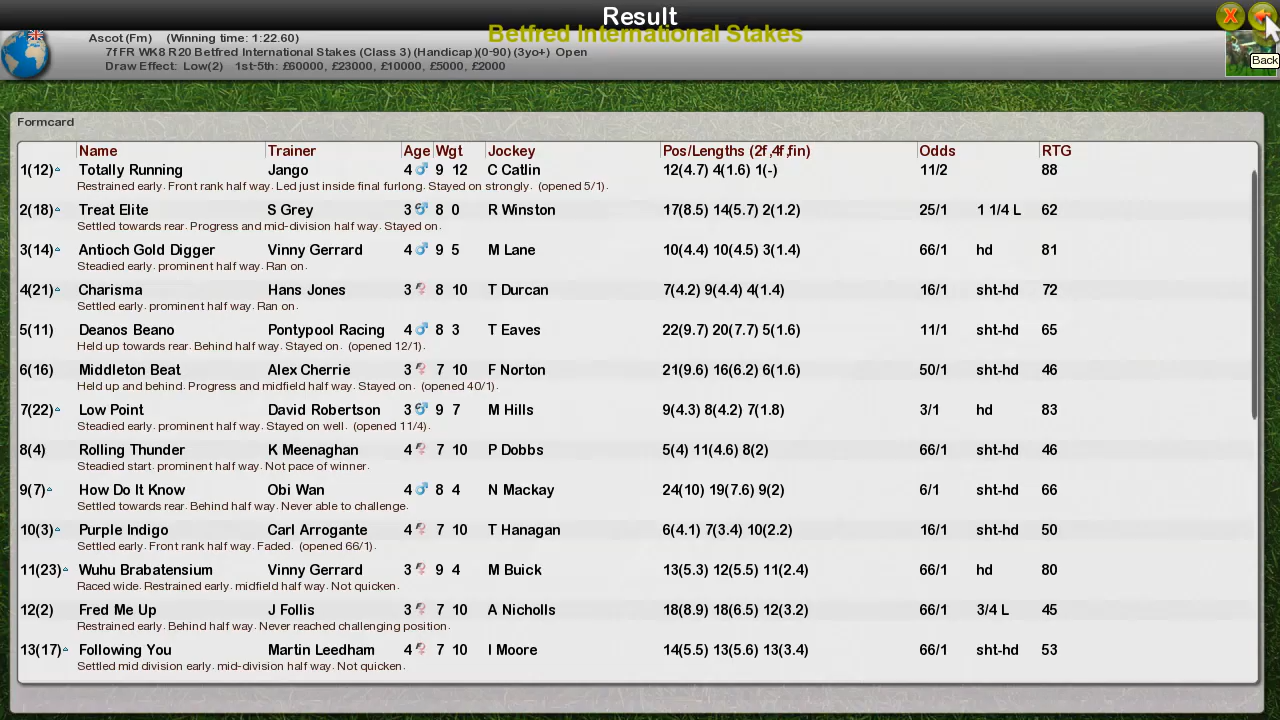 Result
Betfred International Stakes
Ascot (Fm) (Winning time: 1:22.60)
7f FR WK8 R20 Betfred International Stakes (Class 3) (Handicap)(0-90) (3yo+) Open
Draw Effect: Low(2) 1st-5th: £60000, £23000, £10000, £5000, £2000
X
Back
Formcard
Name Trainer Age Wgt Jockey Pos/Lengths (2f,4f,fin) Odds RTG
1(12) Totally Running Jango 4 9 12 C Catlin 12(4.7) 4(1.6) 1(-) 11/2 88
Restrained early. Front rank half way. Led just inside final furlong. Stayed on strongly. (opened 5/1).
2(18) Treat Elite S Grey 3 8 0 R Winston 17(8.5) 14(5.7) 2(1.2) 25/1 1 1/4 L 62
Settled towards rear. Progress and mid-division half way. Stayed on.
3(14) Antioch Gold Digger Vinny Gerrard 4 9 5 M Lane 10(4.4) 10(4.5) 3(1.4) 66/1 hd 81
Steadied early. prominent half way. Ran on.
4(21) Charisma Hans Jones 3 8 10 T Durcan 7(4.2) 9(4.4) 4(1.4) 16/1 sht-hd 72
Settled early. prominent half way. Ran on.
5(11) Deanos Beano Pontypool Racing 4 8 3 T Eaves 22(9.7) 20(7.7) 5(1.6) 11/1 sht-hd 65
Held up towards rear. Behind half way. Stayed on. (opened 12/1).
6(16) Middleton Beat Alex Cherrie 3 7 10 F Norton 21(9.6) 16(6.2) 6(1.6) 50/1 sht-hd 46
Held up and behind. Progress and midfield half way. Stayed on. (opened 40/1).
7(22) Low Point David Robertson 3 9 7 M Hills 9(4.3) 8(4.2) 7(1.8) 3/1 hd 83
Steadied early. prominent half way. Stayed on well. (opened 11/4).
8(4) Rolling Thunder K Meenaghan 4 7 10 P Dobbs 5(4) 11(4.6) 8(2) 66/1 sht-hd 46
Steadied start. prominent half way. Not pace of winner.
9(7) How Do It Know Obi Wan 4 8 4 N Mackay 24(10) 19(7.6) 9(2) 6/1 sht-hd 66
Settled towards rear. Behind half way. Never able to challenge.
10(3) Purple Indigo Carl Arrogante 4 7 10 T Hanagan 6(4.1) 7(3.4) 10(2.2) 16/1 sht-hd 50
Settled early. Front rank half way. Faded. (opened 66/1).
11(23) Wuhu Brabatensium Vinny Gerrard 3 9 4 M Buick 13(5.3) 12(5.5) 11(2.4) 66/1 hd 80
Raced wide. Restrained early. midfield half way. Not quicken.
12(2) Fred Me Up J Follis 3 7 10 A Nicholls 18(8.9) 18(6.5) 12(3.2) 66/1 3/4 L 45
Restrained early. Behind half way. Never reached challenging position.
13(17) Following You Martin Leedham 4 7 10 I Moore 14(5.5) 13(5.6) 13(3.4) 66/1 sht-hd 53
Settled mid division early. mid-division half way. Not quicken.